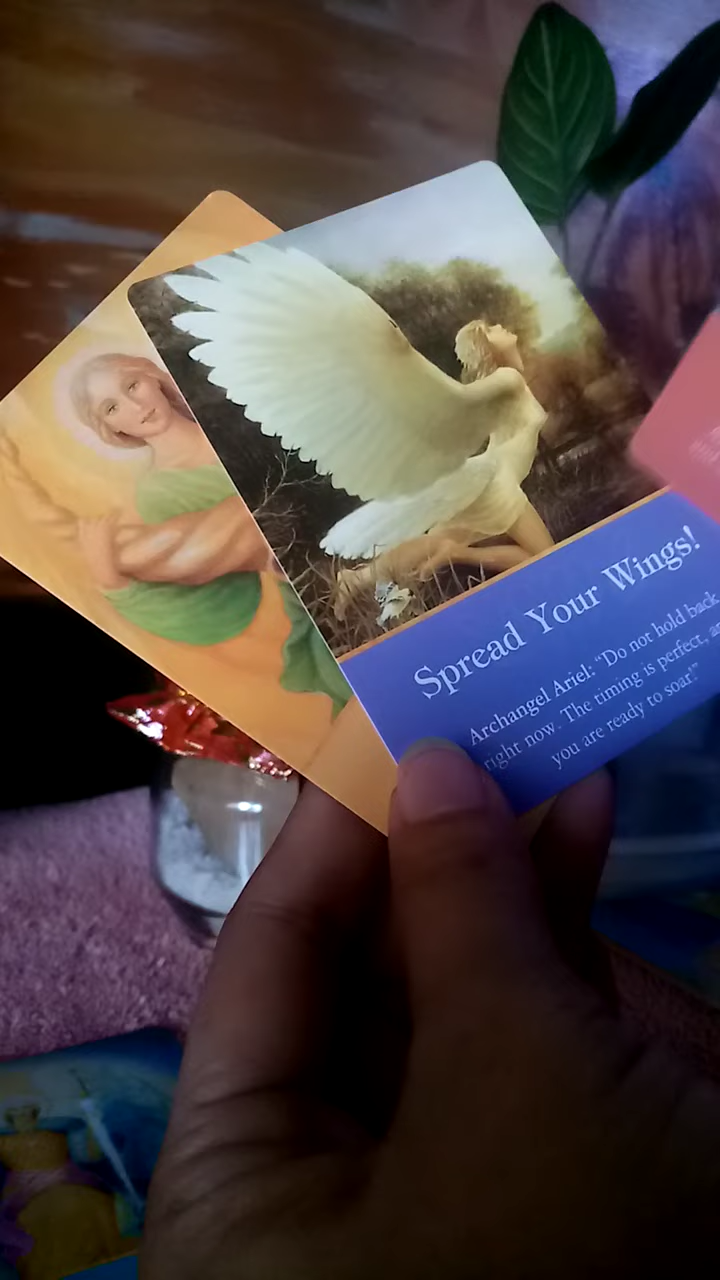 Spread Your Wings!
Archangel Ariel: “Do not hold back
right now. The timing is perfect,
you are ready to soar!”